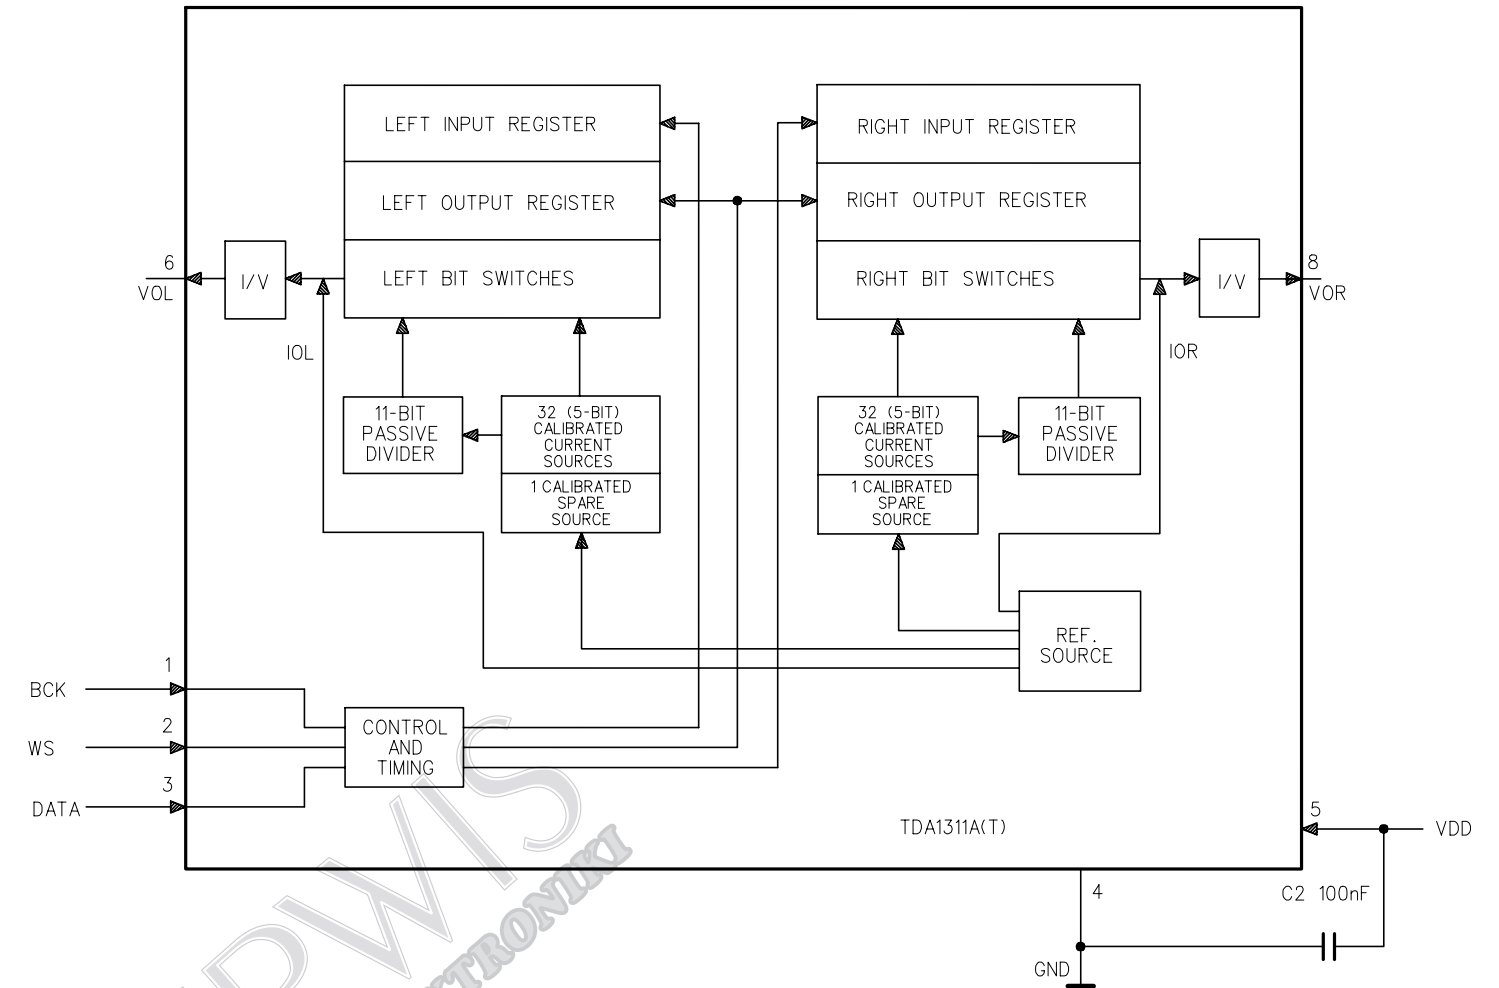 LEFT INPUT REGISTER
RIGHT INPUT REGISTER
LEFT OUTPUT REGISTER
RIGHT OUTPUT REGISTER
6
VOL
I/V
LEFT BIT SWITCHES
RIGHT BIT SWITCHES
I/V
8
VOR
IOL
IOR
11-BIT
PASSIVE
DIVIDER
32 (5-BIT)
CALIBRATED
CURRENT
SOURCES
1 CALIBRATED
SPARE
SOURCE
32 (5-BIT)
CALIBRATED
CURRENT
SOURCES
1 CALIBRATED
SPARE
SOURCE
11-BIT
PASSIVE
DIVIDER
REF.
SOURCE
1
BCK
2
WS
3
DATA
CONTROL
AND
TIMING
TDA1311A(T)
5
VDD
4
C2 100nF
GND